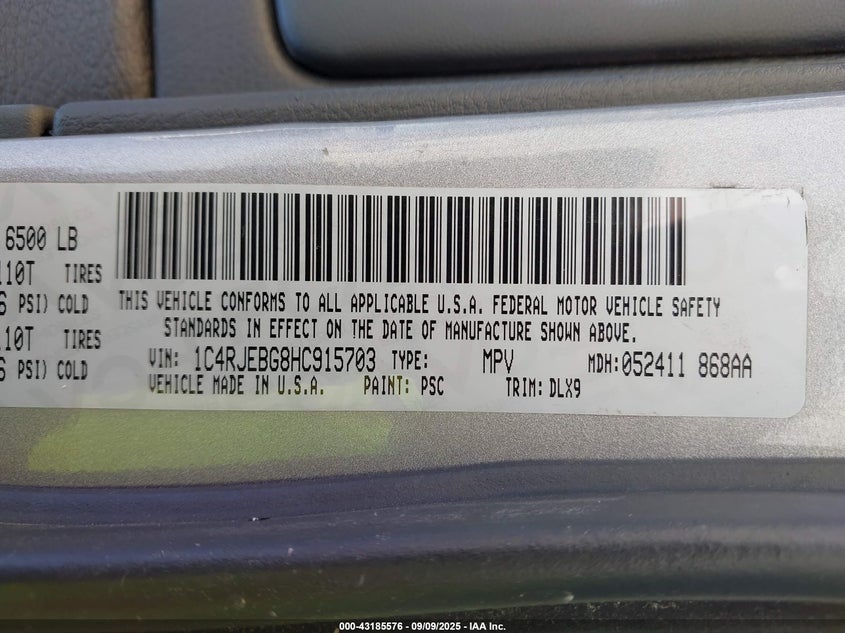 6500 LB
110T TIRES
PSI) COLD
110T TIRES
PSI) COLD
THIS VEHICLE CONFORMS TO ALL APPLICABLE U.S.A. FEDERAL MOTOR VEHICLE SAFETY
STANDARDS IN EFFECT ON THE DATE OF MANUFACTURE SHOWN ABOVE.
VIN: 1C4RJEBG8HC915703 TYPE: MPV MDH:052411 868AA
VEHICLE MADE IN U.S.A. PAINT: PSC TRIM: DLX9
000-43185576 - 09/09/2025 - IAA Inc.